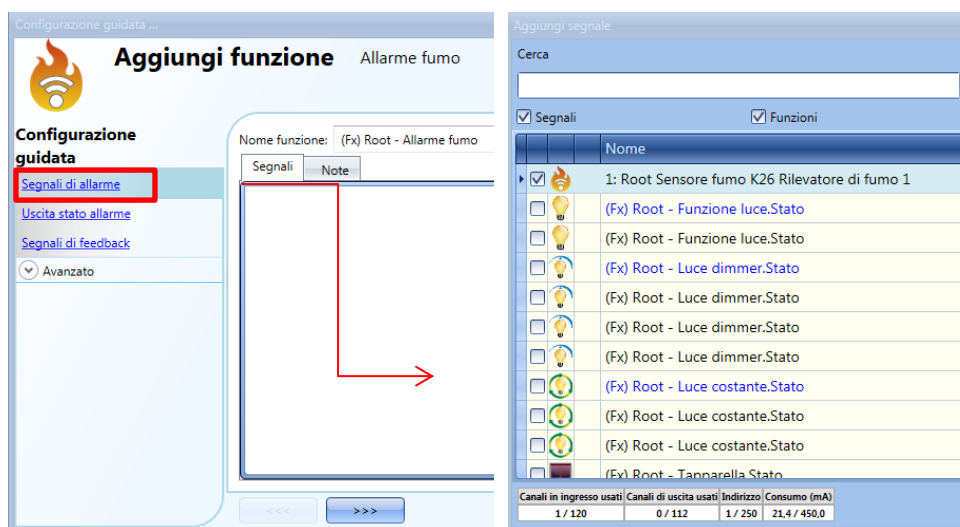 Configurazione guidata ...
Aggiungi funzione
Allarme fumo
Configurazione
guidata
Segnali di allarme
Uscita stato allarme
Segnali di feedback
Avanzato
Nome funzione: (Fx) Root - Allarme fumo
Segnali
Note
<<<
>>>
Aggiungi segnale
Cerca
Segnali
Funzioni
Nome
1: Root Sensore fumo K26 Rilevatore di fumo 1
(Fx) Root - Funzione luce.Stato
(Fx) Root - Funzione luce.Stato
(Fx) Root - Luce dimmer.Stato
(Fx) Root - Luce dimmer.Stato
(Fx) Root - Luce dimmer.Stato
(Fx) Root - Luce dimmer.Stato
(Fx) Root - Luce costante.Stato
(Fx) Root - Luce costante.Stato
(Fx) Root - Luce costante.Stato
(Fx) Root - Tapparella.Stato
Canali in ingresso usati Canali di uscita usati Indirizzo Consumo (mA)
1 / 120 0 / 112 1 / 250 21,4 / 450,0